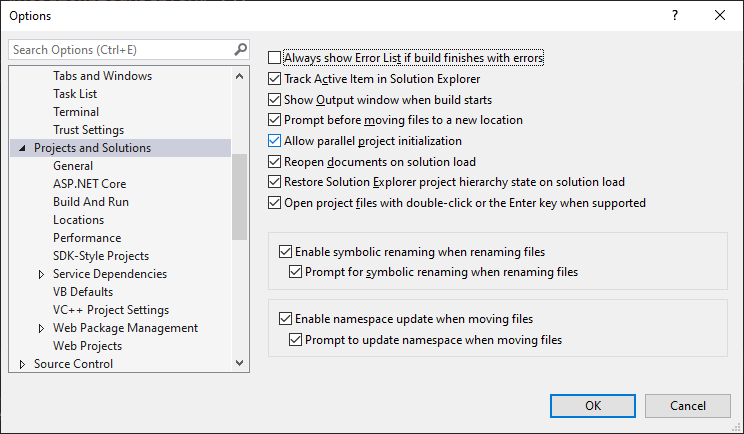 Options
?
Search Options (Ctrl+E)
Tabs and Windows
Task List
Terminal
Trust Settings
Projects and Solutions
General
ASP.NET Core
Build And Run
Locations
Performance
SDK-Style Projects
Service Dependencies
VB Defaults
VC++ Project Settings
Web Package Management
Web Projects
Source Control
Always show Error List if build finishes with errors
Track Active Item in Solution Explorer
Show Output window when build starts
Prompt before moving files to a new location
Allow parallel project initialization
Reopen documents on solution load
Restore Solution Explorer project hierarchy state on solution load
Open project files with double-click or the Enter key when supported
Enable symbolic renaming when renaming files
Prompt for symbolic renaming when renaming files
Enable namespace update when moving files
Prompt to update namespace when moving files
OK
Cancel